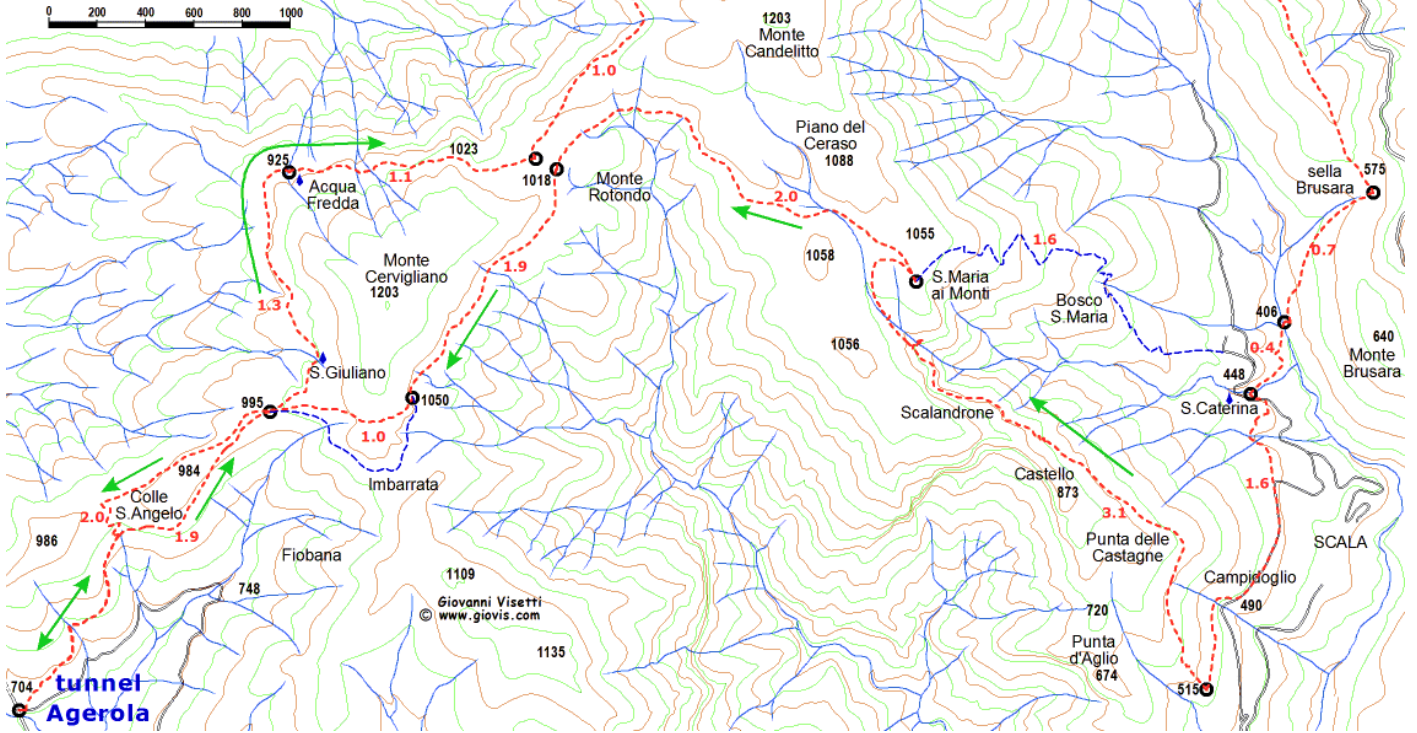 0 200 400 600 800 1000
1203
Monte
Candelitto
1.0
925
1023
1.1
Acqua
Fredda
1018
Monte
Rotondo
Piano del
Ceraso
1088
sella
Brusara
575
2.0
1055
1058
1.6
S.Maria
ai Monti
0.7
Monte
Cervigliano
1203
1.9
1.3
Bosco
S.Maria
406
640
Monte
Brusara
0.4
1056
448
S.Giuliano
995
1050
1.0
Scalandrone
S.Caterina
984
Imbarrata
Castello
873
1.6
Colle
S.Angelo
2.0
1.9
986
3.1
Punta delle
Castagne
SCALA
Fiobana
748
1109
Campidoglio
490
Giovanni Visetti
© www.giovis.com
720
1135
Punta
d'Aglio
674
515
704
tunnel
Agerola